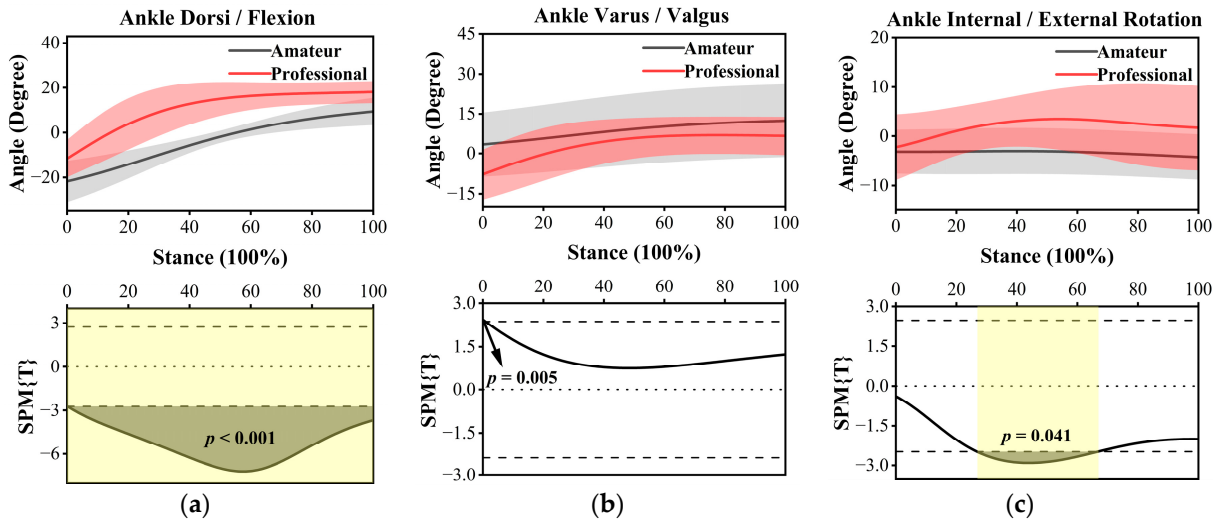 Ankle Dorsi / Flexion
Amateur
Professional
Angle (Degree)
40
20
0
−20
0 20 40 60 80 100
Stance (100%)
0 20 40 60 80 100
SPM{T}
3
0
−3
−6
p < 0.001
(a)
Ankle Varus / Valgus
Amateur
Professional
Angle (Degree)
45
30
15
0
−15
0 20 40 60 80 100
Stance (100%)
0 20 40 60 80 100
SPM{T}
3.0
1.5
0.0
−1.5
−3.0
p = 0.005
(b)
Ankle Internal / External Rotation
Amateur
Professional
Angle (Degree)
20
10
0
−10
0 20 40 60 80 100
Stance (100%)
0 20 40 60 80 100
SPM{T}
3.0
1.5
0.0
−1.5
−3.0
p = 0.041
(c)